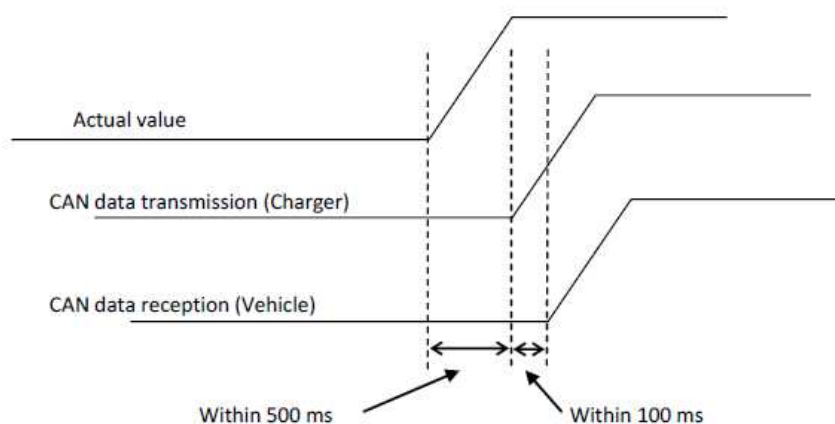 Actual value
CAN data transmission (Charger)
CAN data reception (Vehicle)
Within 500 ms
Within 100 ms